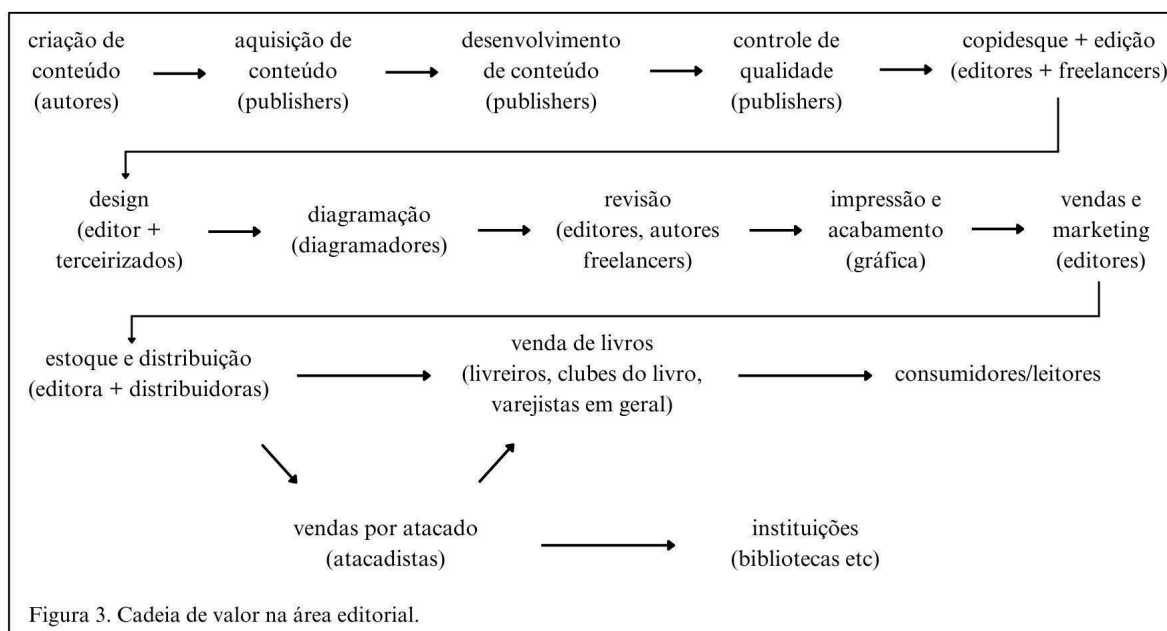 criação de
conteúdo
(autores)
aquisição de
conteúdo
(publishers)
desenvolvimento
de conteúdo
(publishers)
controle de
qualidade
(publishers)
copidesque + edição
(editores + freelancers)
design
(editor +
terceirizados)
diagramação
(diagramadores)
revisão
(editores, autores
freelancers)
impressão e
acabamento
(gráfica)
vendas e
marketing
(editores)
estoque e distribuição
(editora + distribuidoras)
venda de livros
(livreiros, clubes do livro,
varejistas em geral)
consumidores/leitores
vendas por atacado
(atacadistas)
instituições
(bibliotecas etc)
Figura 3. Cadeia de valor na área editorial.